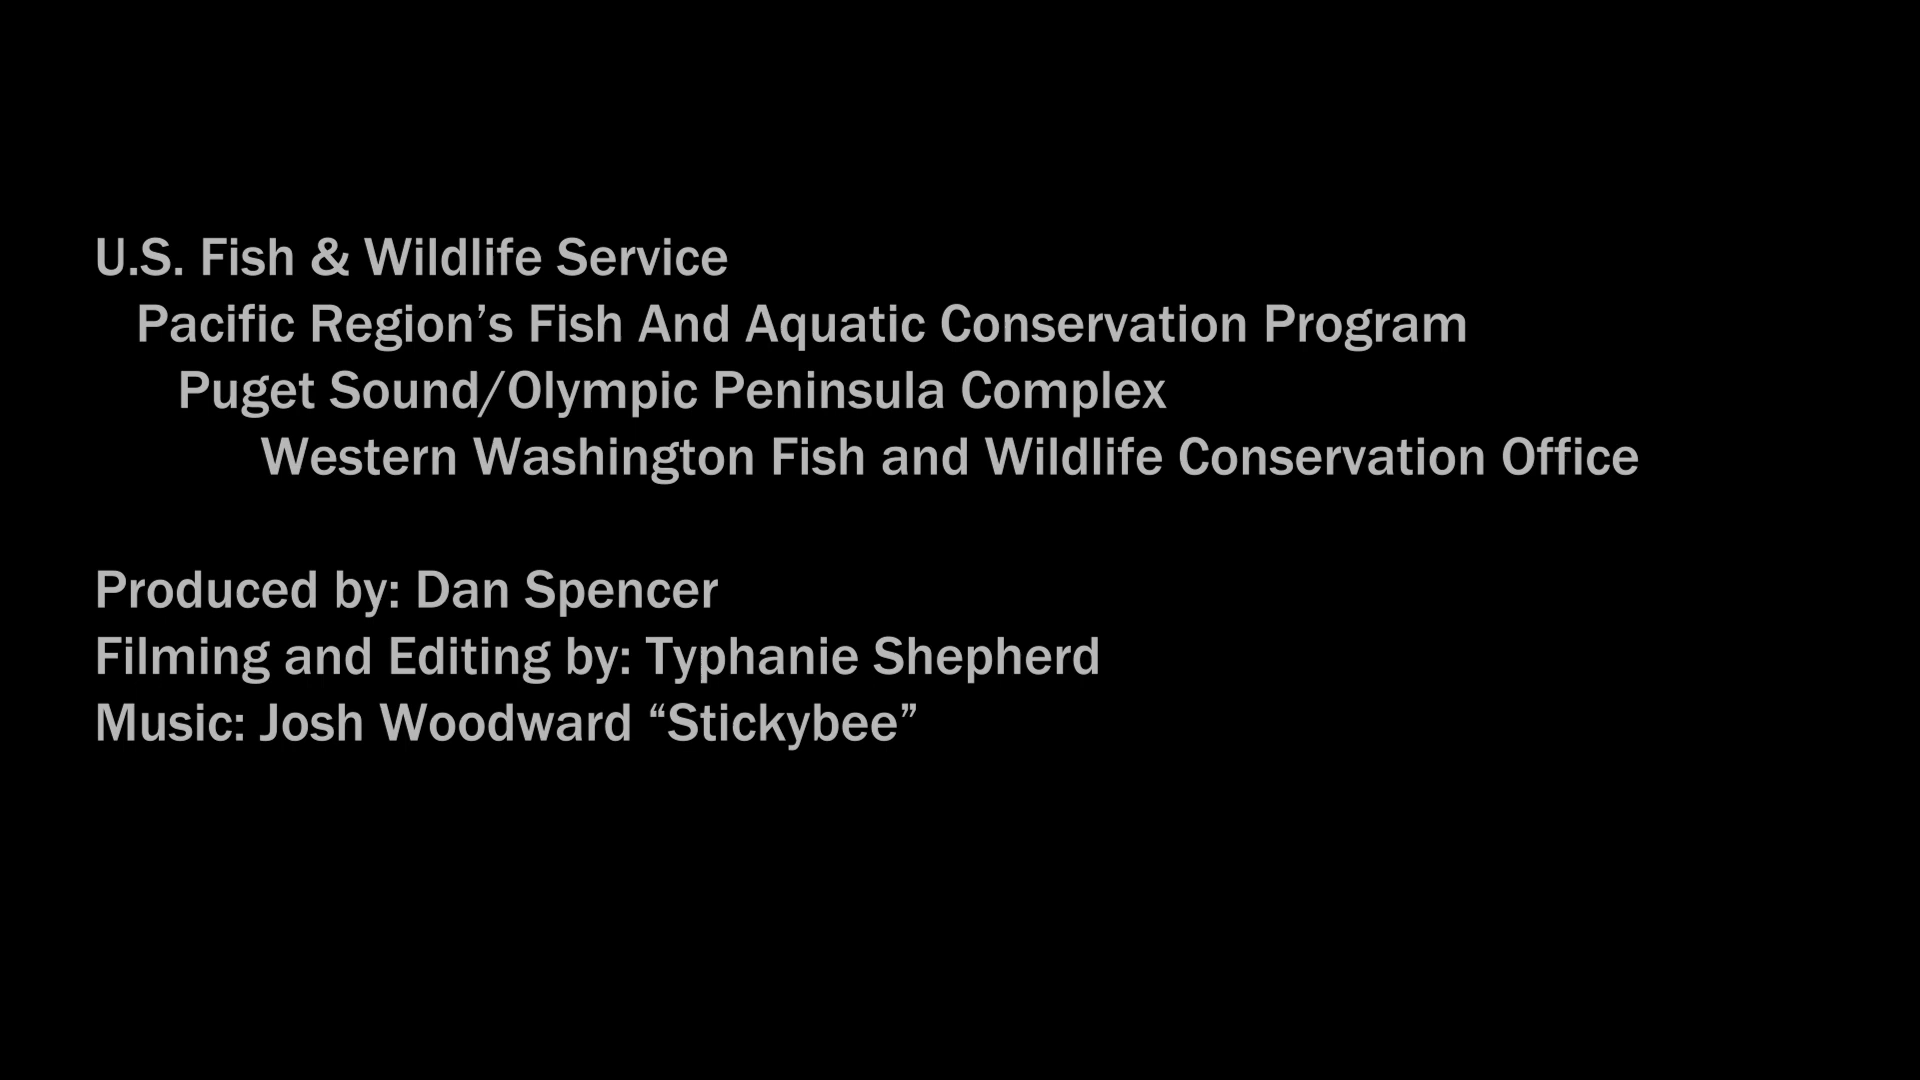 U.S. Fish & Wildlife Service
Pacific Region’s Fish And Aquatic Conservation Program
Puget Sound/Olympic Peninsula Complex
Western Washington Fish and Wildlife Conservation Office
Produced by: Dan Spencer
Filming and Editing by: Typhanie Shepherd
Music: Josh Woodward “Stickybee”